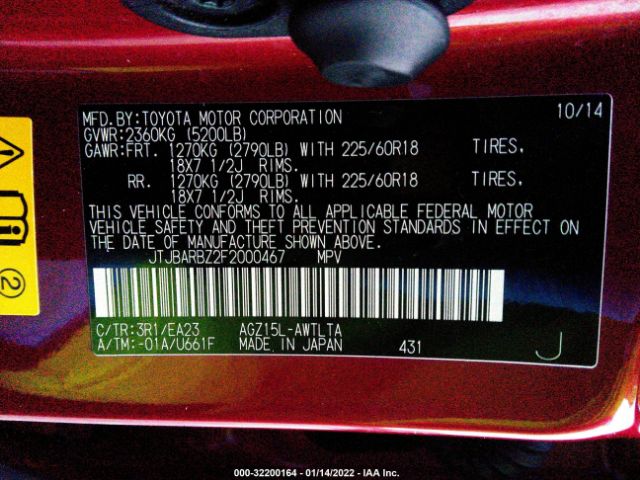 MFD.BY:TOYOTA MOTOR CORPORATION 10/14
GVWR:2360KG (5200LB)
GAWR:FRT. 1270KG (2790LB) WITH 225/60R18 TIRES,
18X7 1/2J RIMS.
RR. 1270KG (2790LB) WITH 225/60R18 TIRES,
18X7 1/2J RIMS.
THIS VEHICLE CONFORMS TO ALL APPLICABLE FEDERAL MOTOR
VEHICLE SAFETY AND THEFT PREVENTION STANDARDS IN EFFECT ON
THE DATE OF MANUFACTURE SHOWN ABOVE.
JTJBARBZ2F2000467 MPV
C/TR:3R1/EA23 AGZ15L-AWTLTA
A/TM:-01A/U661F MADE IN JAPAN 431 J
2
000-32200164 - 01/14/2022 - IAA Inc.